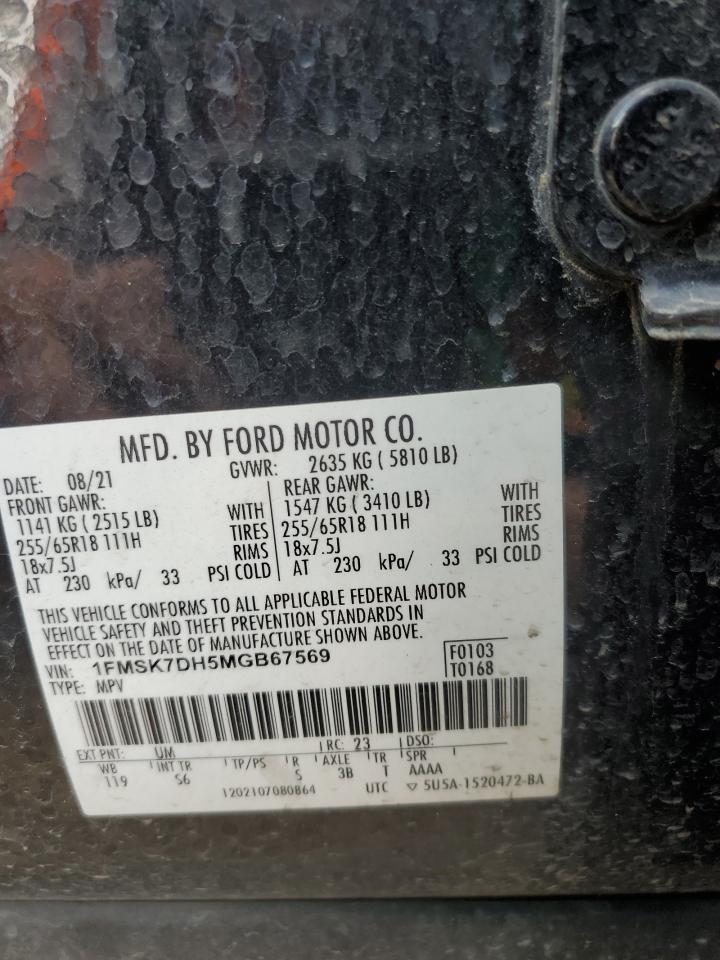 MFD. BY FORD MOTOR CO.
DATE: 08/21 GVWR: 2635 KG ( 5810 LB)
FRONT GAWR: REAR GAWR:
1141 KG ( 2515 LB) WITH 1547 KG ( 3410 LB) WITH
255/65R18 111H TIRES 255/65R18 111H TIRES
18x7.5J RIMS 18x7.5J RIMS
AT 230 kPa/ 33 PSI COLD AT 230 kPa/ 33 PSI COLD
THIS VEHICLE CONFORMS TO ALL APPLICABLE FEDERAL MOTOR
VEHICLE SAFETY AND THEFT PREVENTION STANDARDS IN
EFFECT ON THE DATE OF MANUFACTURE SHOWN ABOVE.
VIN: 1FMSK7DH5MGB67569 F0103
TYPE: MPV T0168
EXT PNT: UM RC: 23 DSO:
WB INT TR TP/PS R AXLE TR SPR
119 S6 S 3B T AAAA
1202107080864 UTC ▽ 5U5A-1520472-BA